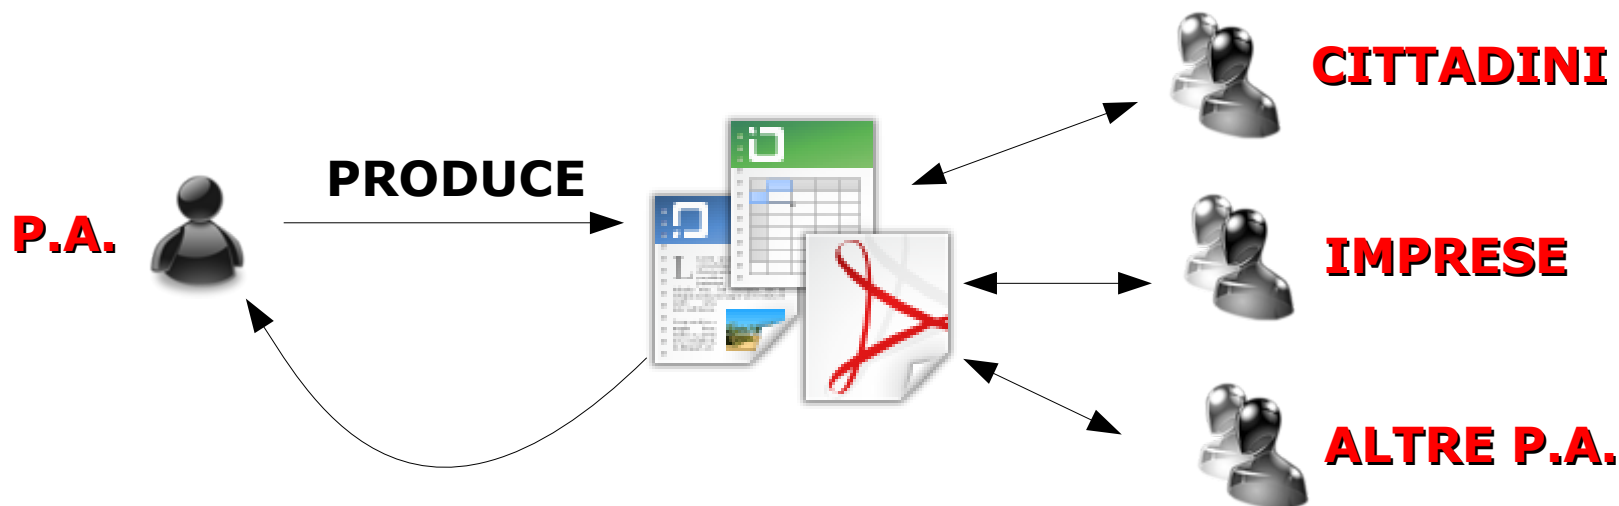 CITTADINI
PRODUCE
P.A.
IMPRESE
ALTRE P.A.